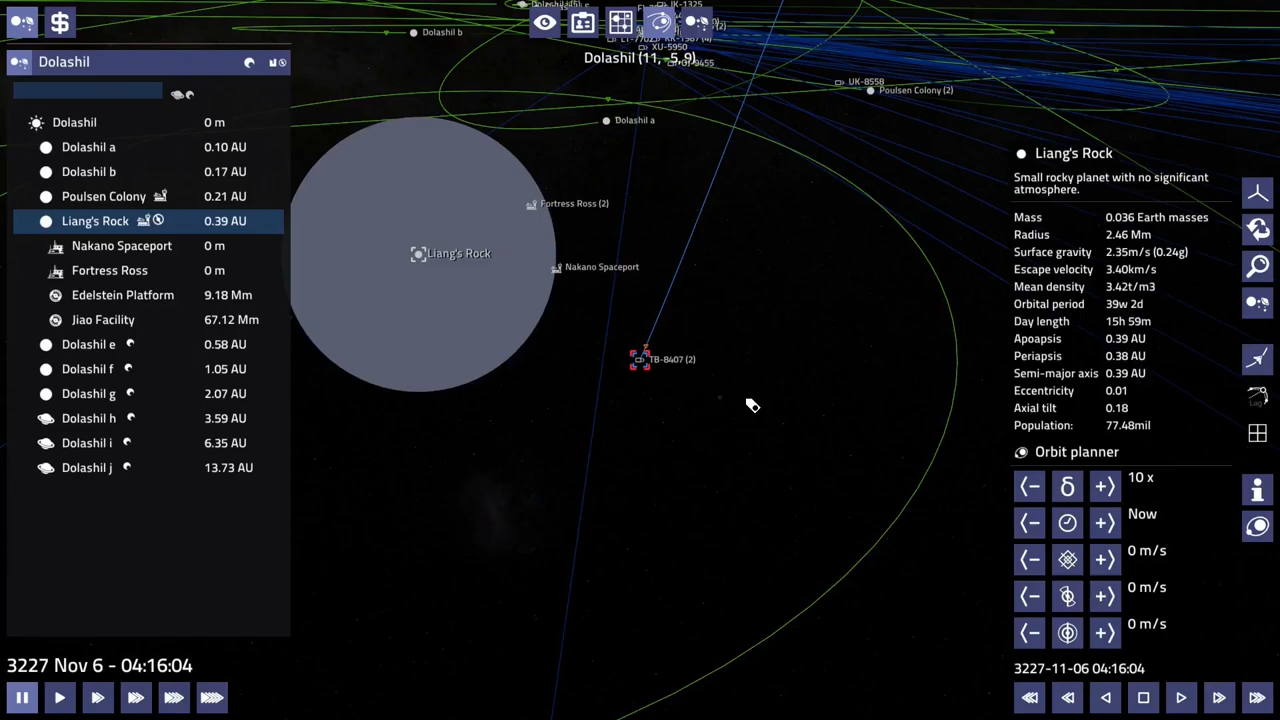 JK-1325
Dolashil b
XU-5950
Dolashil (11, -5,9)
UK-8558
Poulsen Colony (2)
Dolashil a
Fortress Ross (2)
Liang's Rock
Nakano Spaceport
TB-8407 (2)
Dolashil
Dolashil 0 m
Dolashil a 0.10 AU
Dolashil b 0.17 AU
Poulsen Colony 0.21 AU
Liang's Rock 0.39 AU
Nakano Spaceport 0 m
Fortress Ross 0 m
Edelstein Platform 9.18 Mm
Jiao Facility 67.12 Mm
Dolashil e 0.58 AU
Dolashil f 1.05 AU
Dolashil g 2.07 AU
Dolashil h 3.59 AU
Dolashil i 6.35 AU
Dolashil j 13.73 AU
3227 Nov 6 - 04:16:04
Liang's Rock
Small rocky planet with no significant
atmosphere.
Mass 0.036 Earth masses
Radius 2.46 Mm
Surface gravity 2.35m/s (0.24g)
Escape velocity 3.40km/s
Mean density 3.42t/m3
Orbital period 39w 2d
Day length 15h 59m
Apoapsis 0.39 AU
Periapsis 0.38 AU
Semi-major axis 0.39 AU
Eccentricity 0.01
Axial tilt 0.18
Population: 77.48mil
Orbit planner
10 x
Now
0 m/s
0 m/s
0 m/s
3227-11-06 04:16:04
Lag